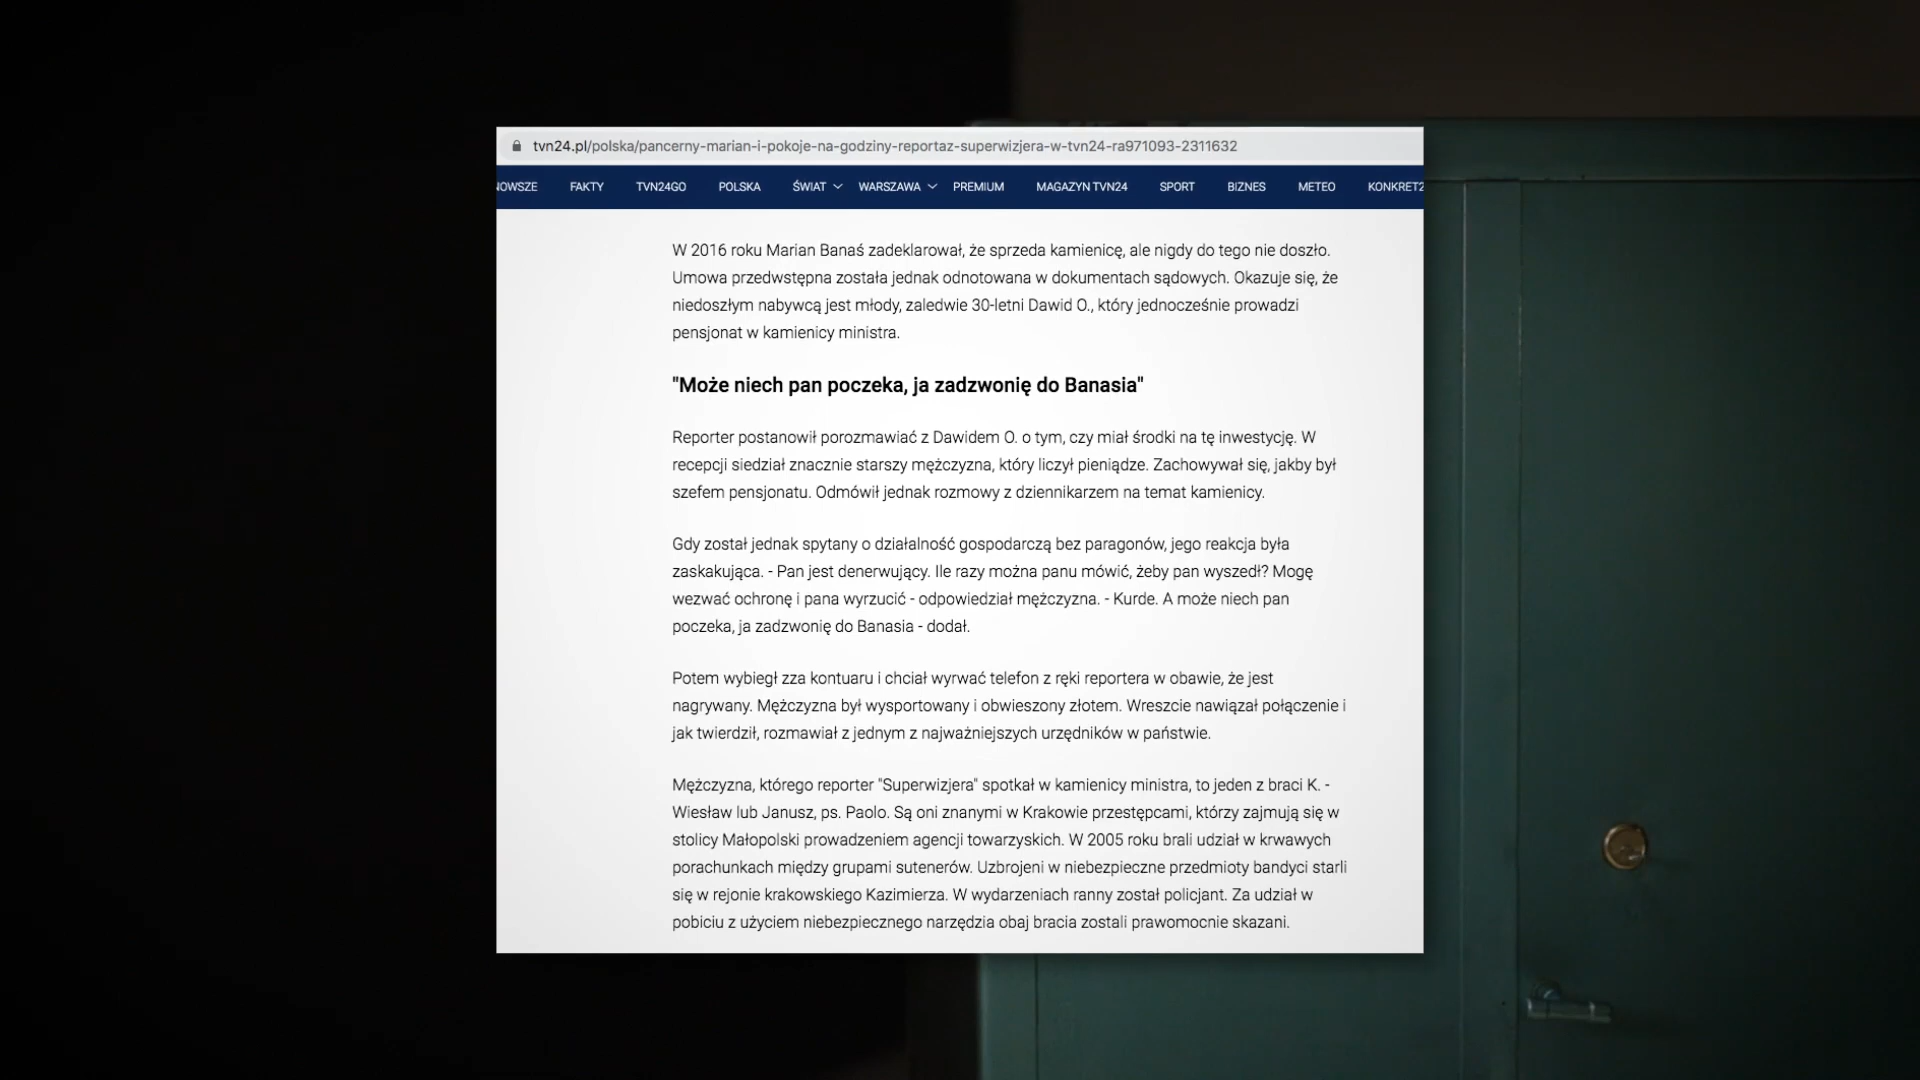 tvn24.pl/polska/pancerny-marian-i-pokoje-na-godziny-reportaz-superwizjera-w-tvn24-ra971093-2311632
NOWSZE FAKTY TVN24GO POLSKA ŚWIAT WARSZAWA PREMIUM MAGAZYN TVN24 SPORT BIZNES METEO KONKRET2
W 2016 roku Marian Banaś zadeklarował, że sprzeda kamienicę, ale nigdy do tego nie doszło.
Umowa przedwstępna została jednak odnotowana w dokumentach sądowych. Okazuje się, że
niedoszłym nabywcą jest młody, zaledwie 30-letni Dawid O., który jednocześnie prowadzi
pensjonat w kamienicy ministra.
"Może niech pan poczeka, ja zadzwonię do Banasia"
Reporter postanowił porozmawiać z Dawidem O. o tym, czy miał środki na tę inwestycję. W
recepcji siedział znacznie starszy mężczyzna, który liczył pieniądze. Zachowywał się, jakby był
szefem pensjonatu. Odmówił jednak rozmowy z dziennikarzem na temat kamienicy.
Gdy został jednak spytany o działalność gospodarczą bez paragonów, jego reakcja była
zaskakująca. - Pan jest denerwujący. Ile razy można panu mówić, żeby pan wyszedł? Mogę
wezwać ochronę i pana wyrzucić - odpowiedział mężczyzna. - Kurde. A może niech pan
poczeka, ja zadzwonię do Banasia - dodał.
Potem wybiegł zza kontuaru i chciał wyrwać telefon z ręki reportera w obawie, że jest
nagrywany. Mężczyzna był wysportowany i obwieszony złotem. Wreszcie nawiązał połączenie i
jak twierdził, rozmawiał z jednym z najważniejszych urzędników w państwie.
Mężczyzna, którego reporter "Superwizjera" spotkał w kamienicy ministra, to jeden z braci K. -
Wiesław lub Janusz, ps. Paolo. Są oni znanymi w Krakowie przestępcami, którzy zajmują się w
stolicy Małopolski prowadzeniem agencji towarzyskich. W 2005 roku brali udział w krwawych
porachunkach między grupami sutenerów. Uzbrojeni w niebezpieczne przedmioty bandyci starli
się w rejonie krakowskiego Kazimierza. W wydarzeniach ranny został policjant. Za udział w
pobiciu z użyciem niebezpiecznego narzędzia obaj bracia zostali prawomocnie skazani.